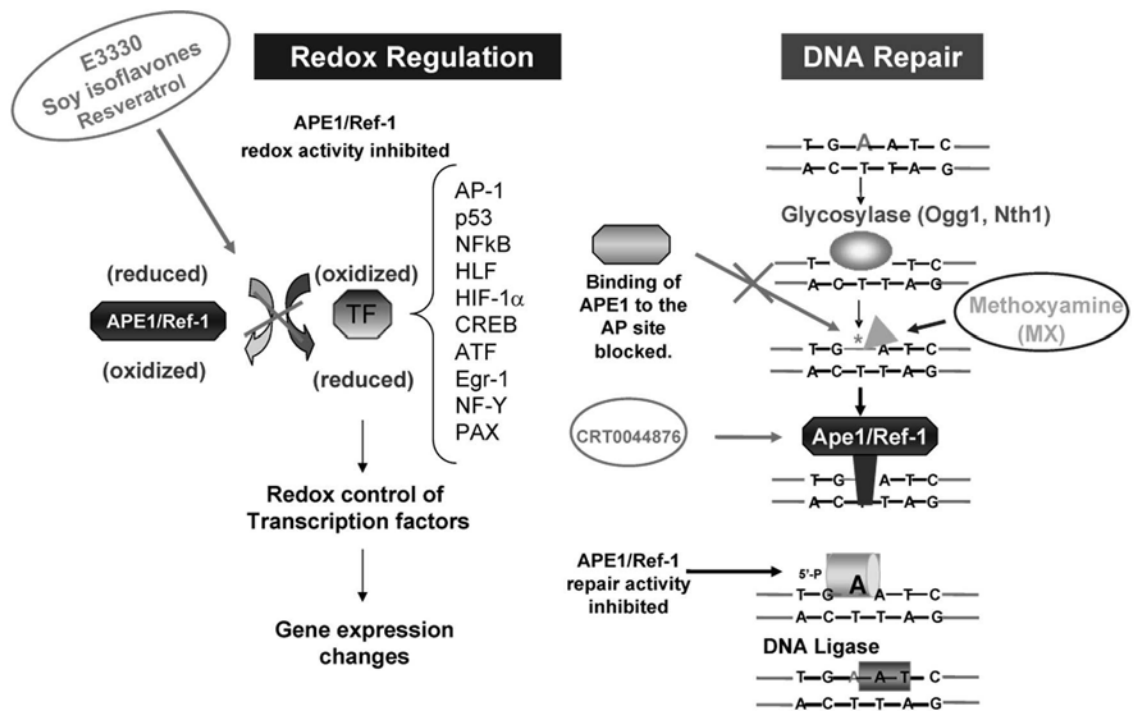 E3330
Soy isoflavones
Resveratrol
Redox Regulation
APE1/Ref-1
redox activity inhibited
(reduced)
APE1/Ref-1
(oxidized)
(oxidized)
TF
(reduced)
AP-1
p53
NFkB
HLF
HIF-1α
CREB
ATF
Egr-1
NF-Y
PAX
Redox control of
Transcription factors
Gene expression
changes
DNA Repair
T G A A T C
A C T T A G
Glycosylase (Ogg1, Nth1)
T T C
A C T T A G
Binding of
APE1 to the
AP site
blocked.
Methoxyamine
(MX)
*
T G A T C
A C T T A G
CRT0044876
Ape1/Ref-1
T G A T C
A C T T A G
APE1/Ref-1
repair activity
inhibited
5'-P
A
T G A T C
A C T T A G
DNA Ligase
T G A A T C
A C T T A G